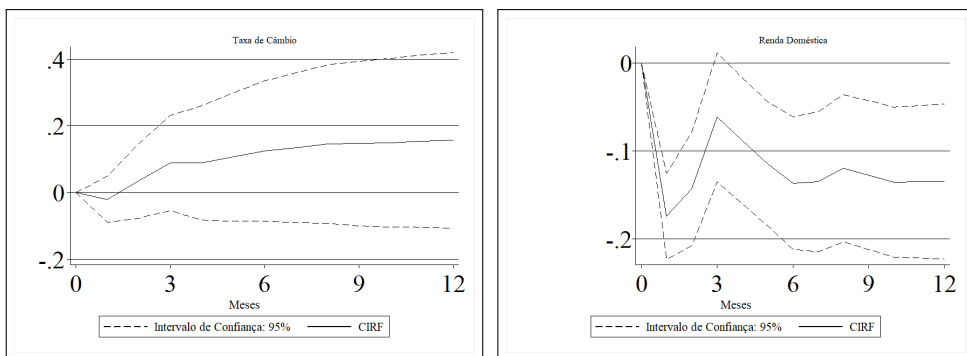 Taxa de Câmbio
.4
.2
0
-.2
0 3 6 9 12
Meses
Intervalo de Confiança: 95% CIRF
Renda Doméstica
0
-.1
-.2
0 3 6 9 12
Meses
Intervalo de Confiança: 95% CIRF